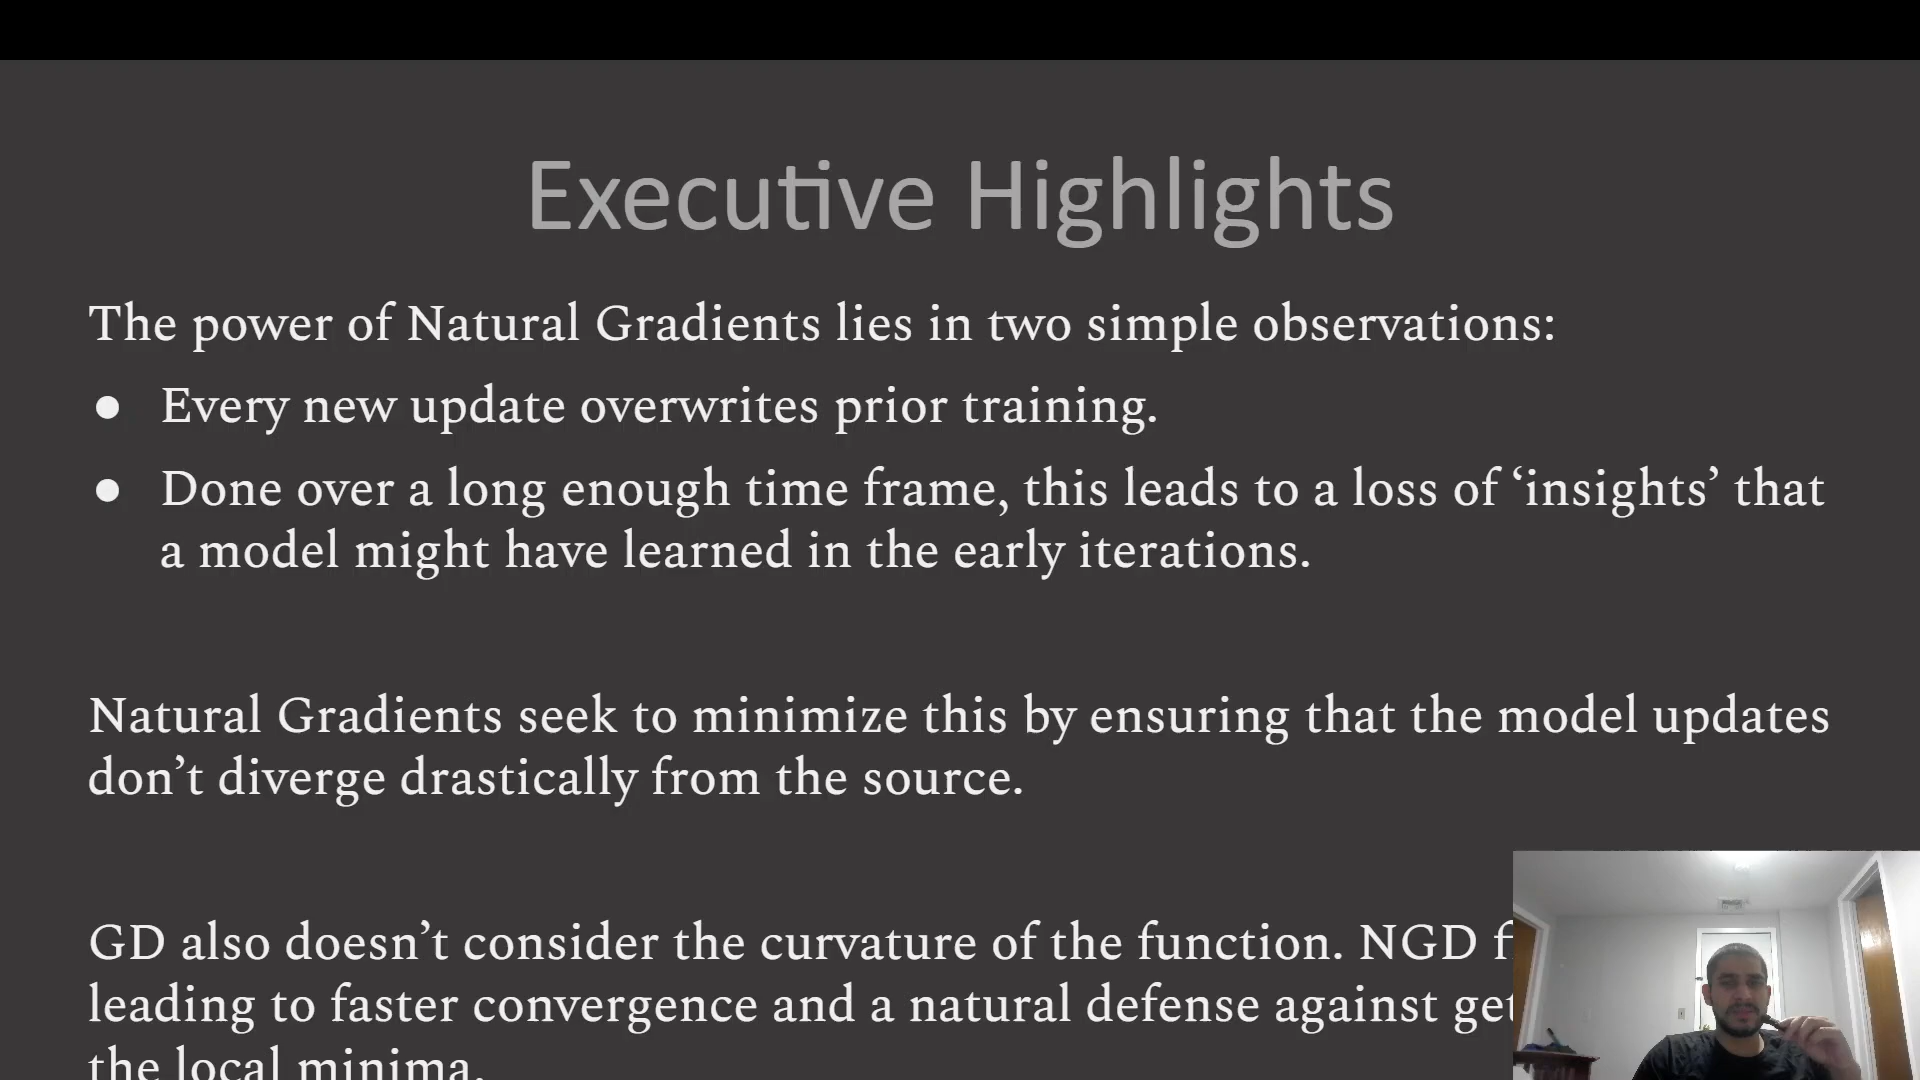 Executive Highlights
The power of Natural Gradients lies in two simple observations:
● Every new update overwrites prior training.
● Done over a long enough time frame, this leads to a loss of ‘insights’ that
a model might have learned in the early iterations.
Natural Gradients seek to minimize this by ensuring that the model updates
don’t diverge drastically from the source.
GD also doesn’t consider the curvature of the function. NGD
leading to faster convergence and a natural defense against
the local minima.